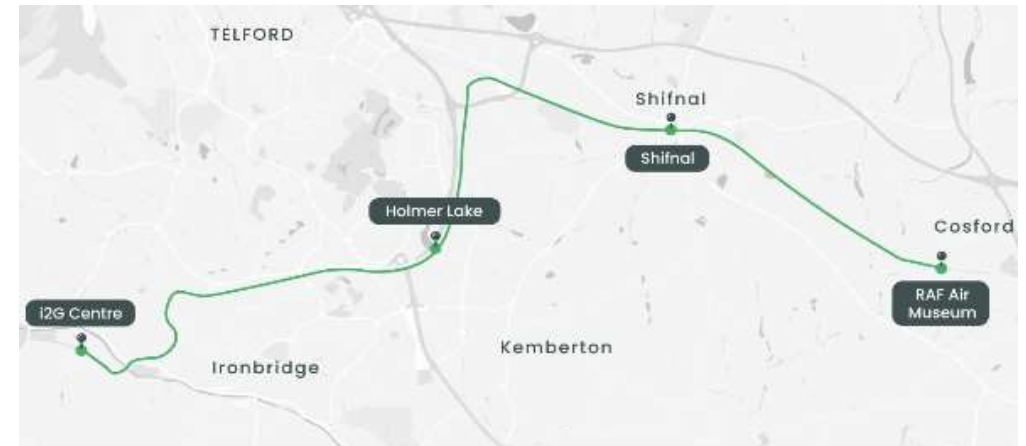 TELFORD
Shifnal
Shifnal
Holmer Lake
Cosford
RAF Air
Museum
i2G Centre
Kemberton
Ironbridge